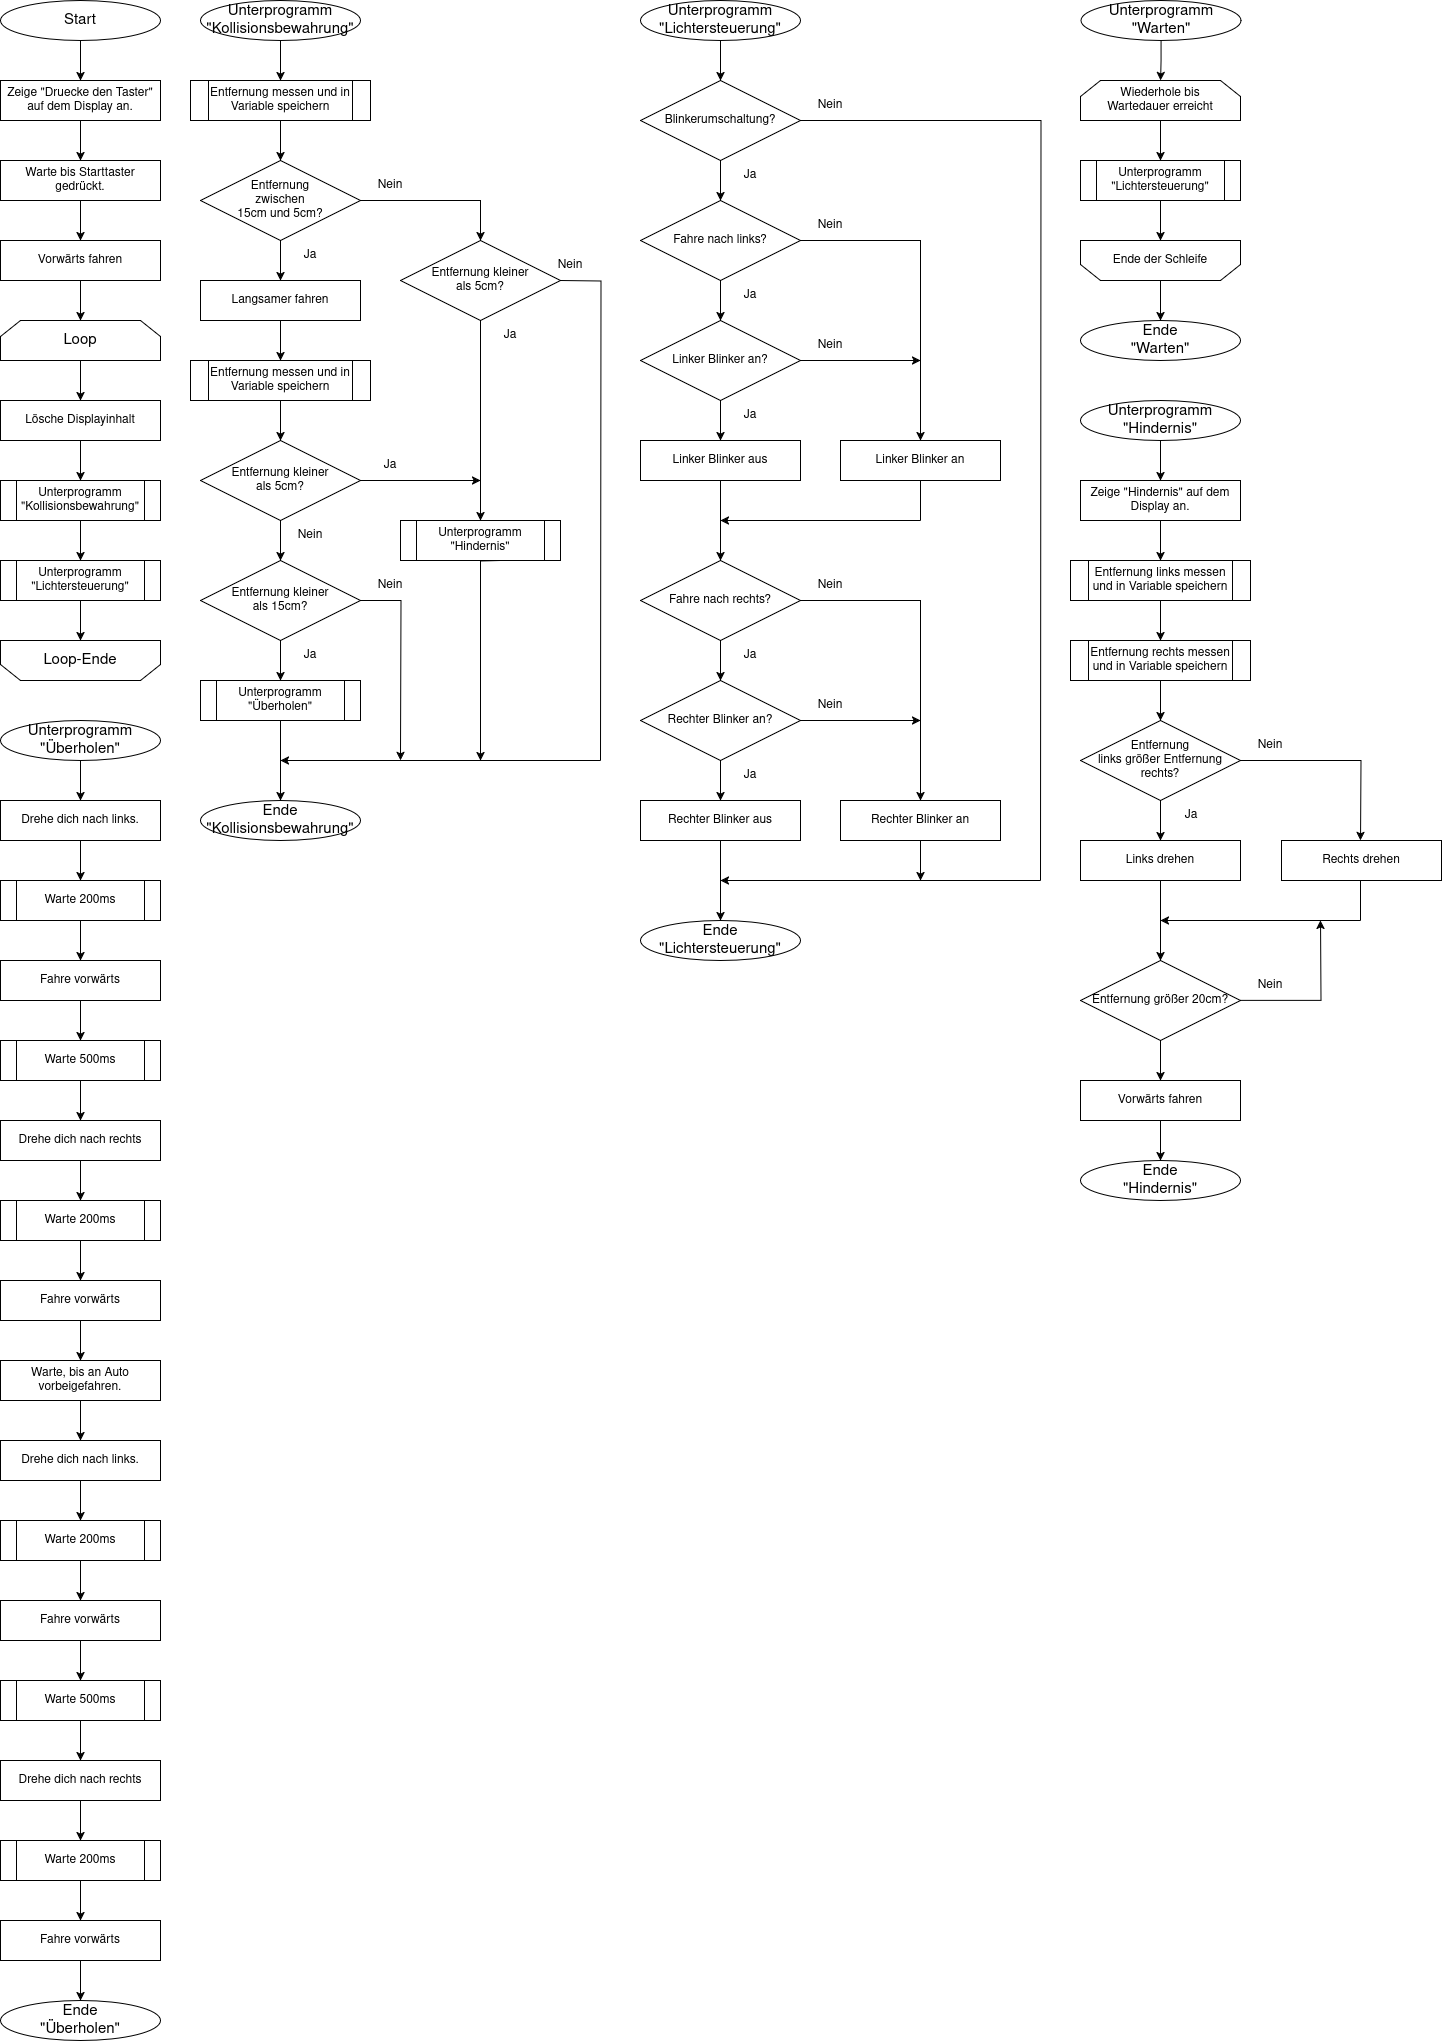 Start
Zeige "Druecke den Taster"
auf dem Display an.
Warte bis Starttaster
gedrückt.
Vorwärts fahren
Loop
Lösche Displayinhalt
Unterprogramm
"Kollisionsbewahrung"
Unterprogramm
"Lichtersteuerung"
Loop-Ende
Unterprogramm
"Überholen"
Drehe dich nach links.
Warte 200ms
Fahre vorwärts
Warte 500ms
Drehe dich nach rechts
Warte 200ms
Fahre vorwärts
Warte, bis an Auto
vorbeigefahren.
Drehe dich nach links.
Warte 200ms
Fahre vorwärts
Warte 500ms
Drehe dich nach rechts
Warte 200ms
Fahre vorwärts
Ende
"Überholen"
Unterprogramm
"Kollisionsbewahrung"
Entfernung messen und in
Variable speichern
Entfernung
zwischen
15cm und 5cm?
Nein
Ja
Entfernung kleiner
als 5cm?
Nein
Ja
Langsamer fahren
Entfernung messen und in
Variable speichern
Entfernung kleiner
als 5cm?
Ja
Nein
Unterprogramm
"Hindernis"
Entfernung kleiner
als 15cm?
Nein
Ja
Unterprogramm
"Überholen"
Ende
"Kollisionsbewahrung"
Unterprogramm
"Lichtersteuerung"
Blinkerumschaltung?
Nein
Ja
Fahre nach links?
Nein
Ja
Linker Blinker an?
Nein
Ja
Linker Blinker aus
Linker Blinker an
Fahre nach rechts?
Nein
Ja
Rechter Blinker an?
Nein
Ja
Rechter Blinker aus
Rechter Blinker an
Ende
"Lichtersteuerung"
Unterprogramm
"Warten"
Wiederhole bis
Wartedauer erreicht
Unterprogramm
"Lichtersteuerung"
Ende der Schleife
Ende
"Warten"
Unterprogramm
"Hindernis"
Zeige "Hindernis" auf dem
Display an.
Entfernung links messen
und in Variable speichern
Entfernung rechts messen
und in Variable speichern
Entfernung
links größer Entfernung
rechts?
Nein
Ja
Links drehen
Rechts drehen
Entfernung größer 20cm?
Nein
Vorwärts fahren
Ende
"Hindernis"